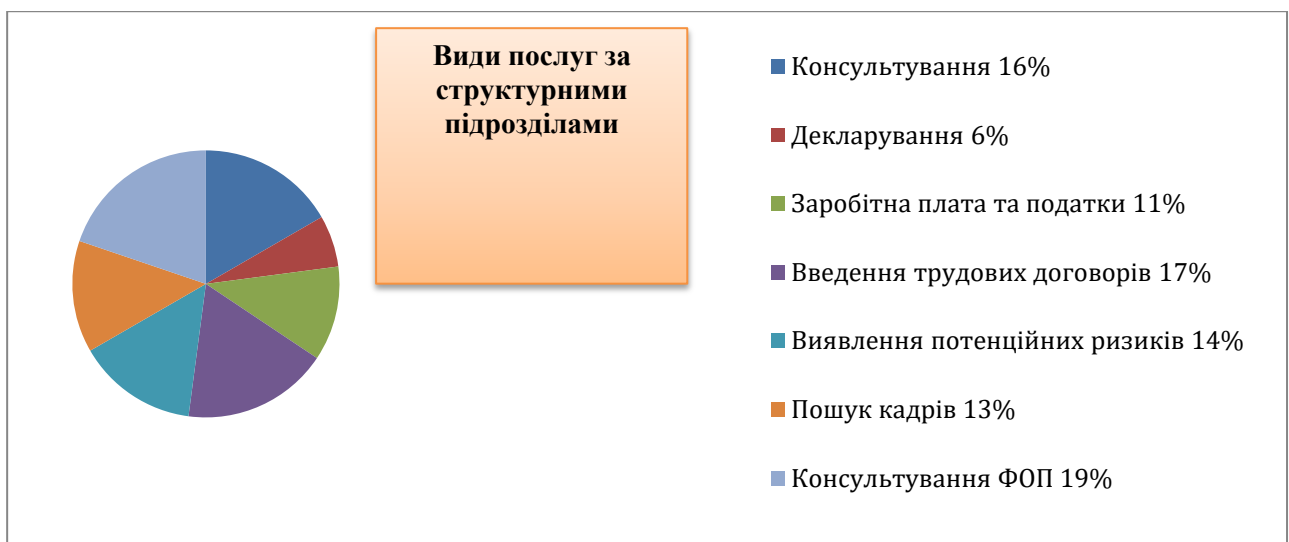 Види послуг за
структурними
підрозділами
Консультування 16%
Декларування 6%
Заробітна плата та податки 11%
Введення трудових договорів 17%
Виявлення потенційних ризиків 14%
Пошук кадрів 13%
Консультування ФОП 19%